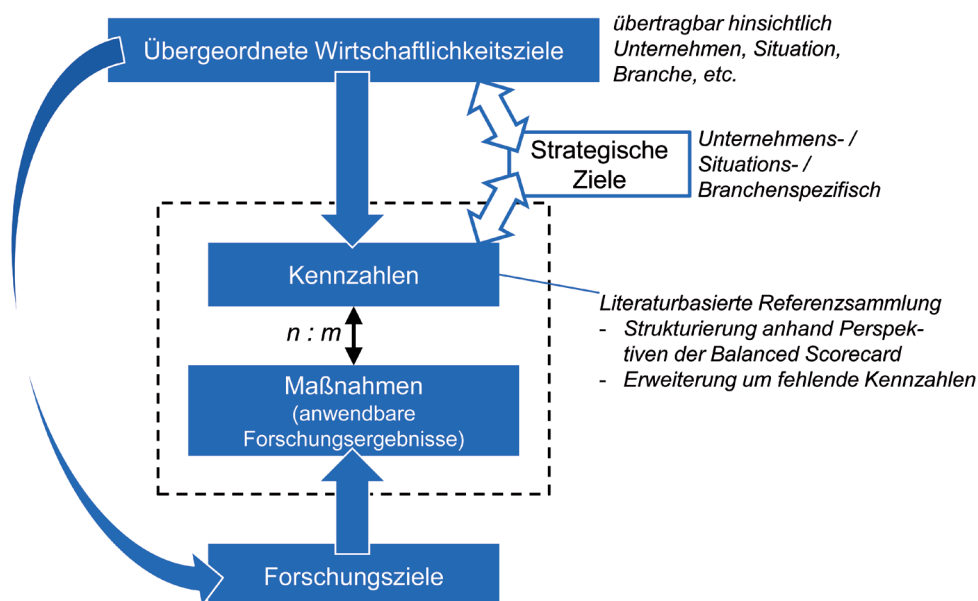 Übergeordnete Wirtschaftlichkeitsziele
übertragbar hinsichtlich
Unternehmen, Situation,
Branche, etc.
Strategische
Ziele
Unternehmens- /
Situations- /
Branchenspezifisch
Kennzahlen
n : m
Literaturbasierte Referenzsammlung
- Strukturierung anhand Perspek-
tiven der Balanced Scorecard
- Erweiterung um fehlende Kennzahlen
Maßnahmen
(anwendbare
Forschungsergebnisse)
Forschungsziele